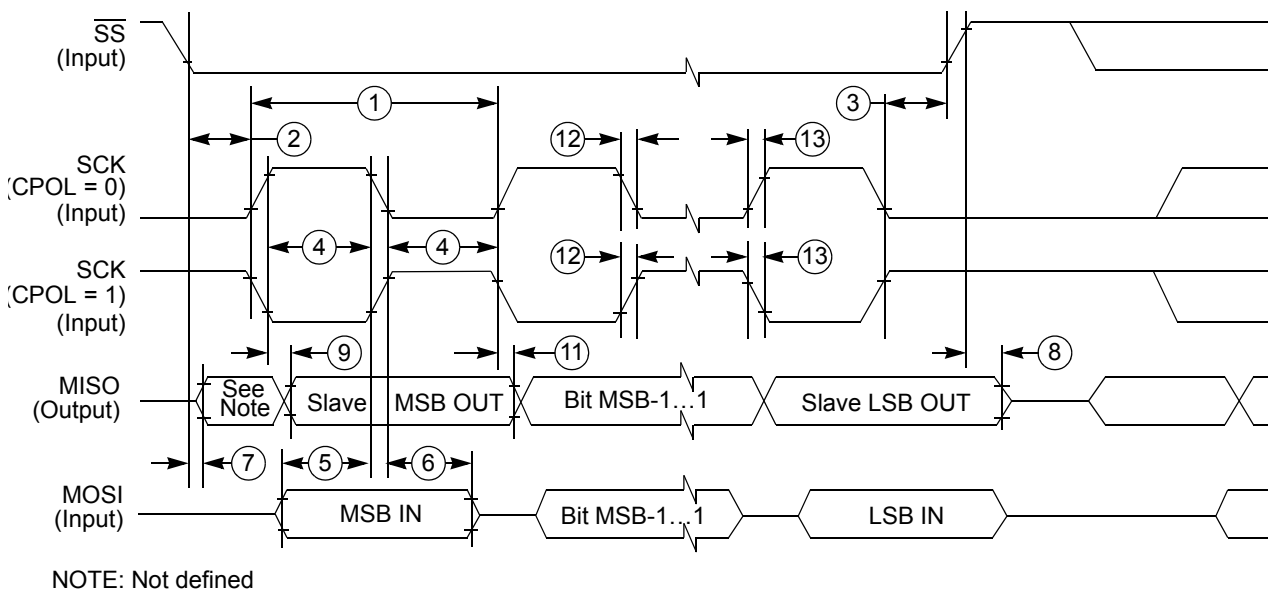 SS
(Input)
1
3
2
12
13
SCK
(CPOL = 0)
(Input)
4
4
SCK
(CPOL = 1)
(Input)
12
13
9
11
8
MISO
(Output)
See
Note
Slave
MSB OUT
Bit MSB-1…1
Slave LSB OUT
7
5
6
MOSI
(Input)
MSB IN
Bit MSB-1…1
LSB IN
NOTE: Not defined